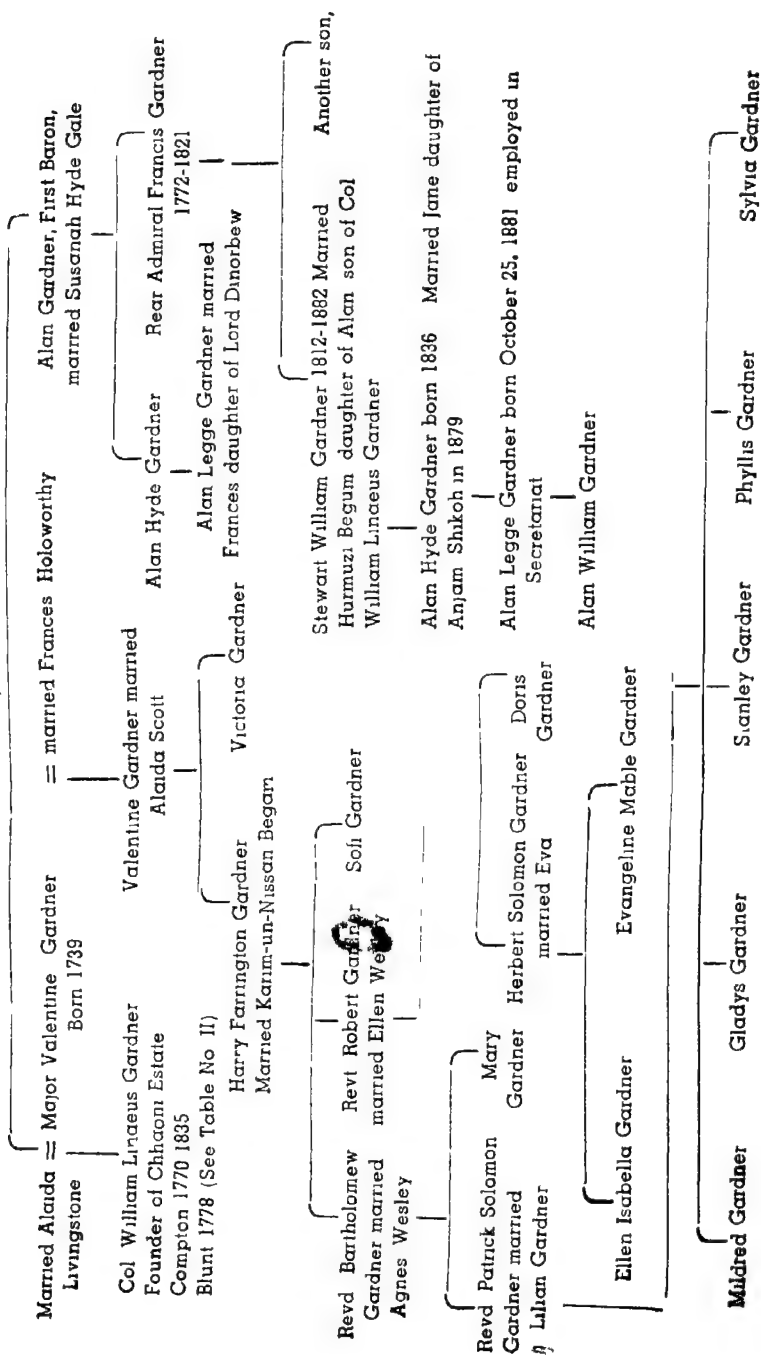 Married Alaida = Major Valentine Gardner = married Frances Holoworthy
Livingstone
Born 1739
Alan Gardner, First Baron,
marrred Susanah Hyde Gale
Col William Linaeus Gardner
Founder of Chhaoni Estate
Compton 1770 1835
Blunt 1778 (See Table No II)
Valentine Gardner married
Alaida Scott
Alan Hyde Gardner
Rear Admiral Francis Gardner
1772-1821
Alan Legge Gardner married
Frances daughter of Lord Dinorbew
Harry Farrington Gardner
Married Karim-un-Nissan Begam
Victoria Gardner
Stewart William Gardner 1812-1882 Married
Hurmuzi Begum daughter of Alan son of Col
William Linaeus Gardner
Another son,
Revd Bartholomew
Gardner married
Agnes Wesley
Revt Robert Gardner
married Ellen Wesley
Sofi Gardner
Alan Hyde Gardner born 1836 Married Jane daughter of
Anjam Shikoh in 1879
Alan Legge Gardner born October 25, 1881 employed in
Secretariat
Alan William Gardner
Revd Patrick Solomon
Gardner married
Lilian Gardner
Mary
Gardner
Herbert Solomon Gardner
married Eva
Doris
Gardner
Ellen Isabella Gardner
Evangeline Mable Gardner
Mildred Gardner
Gladys Gardner
Stanley Gardner
Phyllis Gardner
Sylvia Gardner